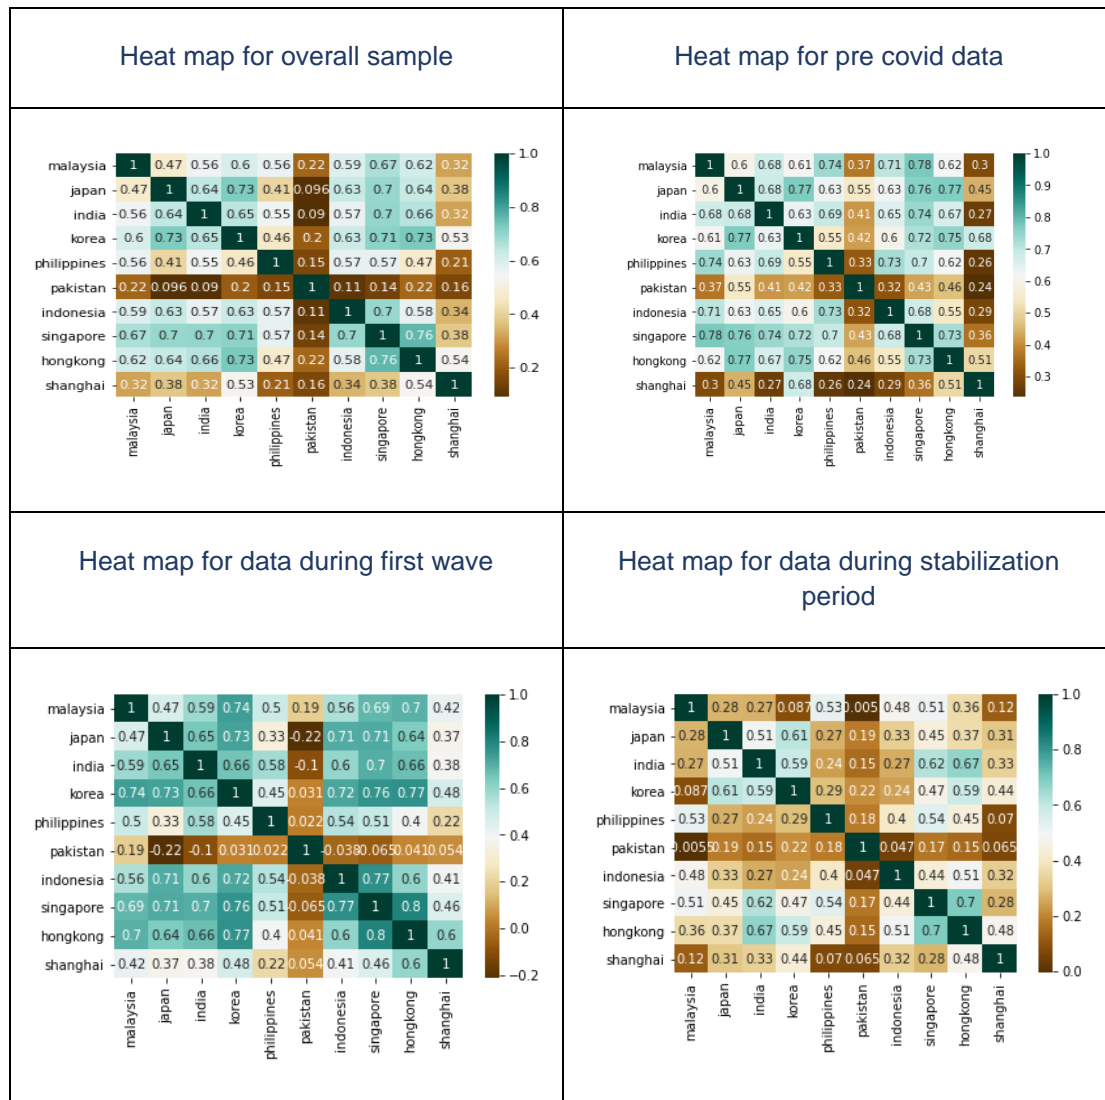 Heat map for overall sample
Heat map for pre covid data
malaysia 1 0.47 0.56 0.6 0.56 0.22 0.59 0.67 0.62 0.32
japan 0.47 1 0.64 0.73 0.41 0.096 0.63 0.7 0.64 0.38
india 0.56 0.64 1 0.65 0.55 0.09 0.57 0.7 0.66 0.32
korea 0.6 0.73 0.65 1 0.46 0.2 0.63 0.71 0.73 0.53
philippines 0.56 0.41 0.55 0.46 1 0.15 0.57 0.57 0.47 0.21
pakistan 0.22 0.096 0.09 0.2 0.15 1 0.11 0.14 0.22 0.16
indonesia 0.59 0.63 0.57 0.63 0.57 0.11 1 0.7 0.58 0.34
singapore 0.67 0.7 0.7 0.71 0.57 0.14 0.7 1 0.76 0.38
hongkong 0.62 0.64 0.66 0.73 0.47 0.22 0.58 0.76 1 0.54
shanghai 0.32 0.38 0.32 0.53 0.21 0.16 0.34 0.38 0.54 1
malaysia japan india korea philippines pakistan indonesia singapore hongkong shanghai
1.0
0.8
0.6
0.4
0.2
malaysia 1 0.6 0.68 0.61 0.74 0.37 0.71 0.78 0.62 0.3
japan 0.6 1 0.68 0.77 0.63 0.55 0.63 0.76 0.77 0.45
india 0.68 0.68 1 0.63 0.69 0.41 0.65 0.74 0.67 0.27
korea 0.61 0.77 0.63 1 0.55 0.42 0.6 0.72 0.75 0.68
philippines 0.74 0.63 0.69 0.55 1 0.33 0.73 0.7 0.62 0.26
pakistan 0.37 0.55 0.41 0.42 0.33 1 0.32 0.43 0.46 0.24
indonesia 0.71 0.63 0.65 0.6 0.73 0.32 1 0.68 0.55 0.29
singapore 0.78 0.76 0.74 0.72 0.7 0.43 0.68 1 0.73 0.36
hongkong 0.62 0.77 0.67 0.75 0.62 0.46 0.55 0.73 1 0.51
shanghai 0.3 0.45 0.27 0.68 0.26 0.24 0.29 0.36 0.51 1
malaysia japan india korea philippines pakistan indonesia singapore hongkong shanghai
1.0
0.9
0.8
0.7
0.6
0.5
0.4
0.3
Heat map for data during first wave
Heat map for data during stabilization
period
malaysia 1 0.47 0.59 0.74 0.5 0.19 0.56 0.69 0.7 0.42
japan 0.47 1 0.65 0.73 0.33 -0.22 0.71 0.71 0.64 0.37
india 0.59 0.65 1 0.66 0.58 -0.1 0.6 0.7 0.66 0.38
korea 0.74 0.73 0.66 1 0.45 0.031 0.72 0.76 0.77 0.48
philippines 0.5 0.33 0.58 0.45 1 0.022 0.54 0.51 0.4 0.22
pakistan 0.19 -0.22 -0.1 0.031 0.022 1 -0.038 -0.065 0.041 0.054
indonesia 0.56 0.71 0.6 0.72 0.54 -0.038 1 0.77 0.6 0.41
singapore 0.69 0.71 0.7 0.76 0.51 -0.065 0.77 1 0.8 0.46
hongkong 0.7 0.64 0.66 0.77 0.4 0.041 0.6 0.8 1 0.6
shanghai 0.42 0.37 0.38 0.48 0.22 0.054 0.41 0.46 0.6 1
malaysia japan india korea philippines pakistan indonesia singapore hongkong shanghai
1.0
0.8
0.6
0.4
0.2
0.0
−0.2
malaysia 1 0.28 0.27 0.087 0.53 0.48 0.51 0.36 0.12
japan 0.28 1 0.51 0.61 0.27 0.19 0.33 0.45 0.37 0.31
india 0.27 0.51 1 0.59 0.24 0.15 0.27 0.62 0.67 0.33
korea 0.087 0.61 0.59 1 0.29 0.22 0.24 0.47 0.59 0.44
philippines 0.53 0.27 0.24 0.29 1 0.18 0.4 0.54 0.45 0.07
pakistan 0.0055 0.19 0.15 0.22 0.18 1 0.047 0.17 0.15 0.065
indonesia 0.48 0.33 0.27 0.24 0.4 0.047 1 0.44 0.51 0.32
singapore 0.51 0.45 0.62 0.47 0.54 0.17 0.44 1 0.7 0.28
hongkong 0.36 0.37 0.67 0.59 0.45 0.15 0.51 0.7 1 0.48
shanghai 0.12 0.31 0.33 0.44 0.07 0.065 0.32 0.28 0.48 1
malaysia japan india korea philippines pakistan indonesia singapore hongkong shanghai
1.0
0.8
0.6
0.4
0.2
0.0